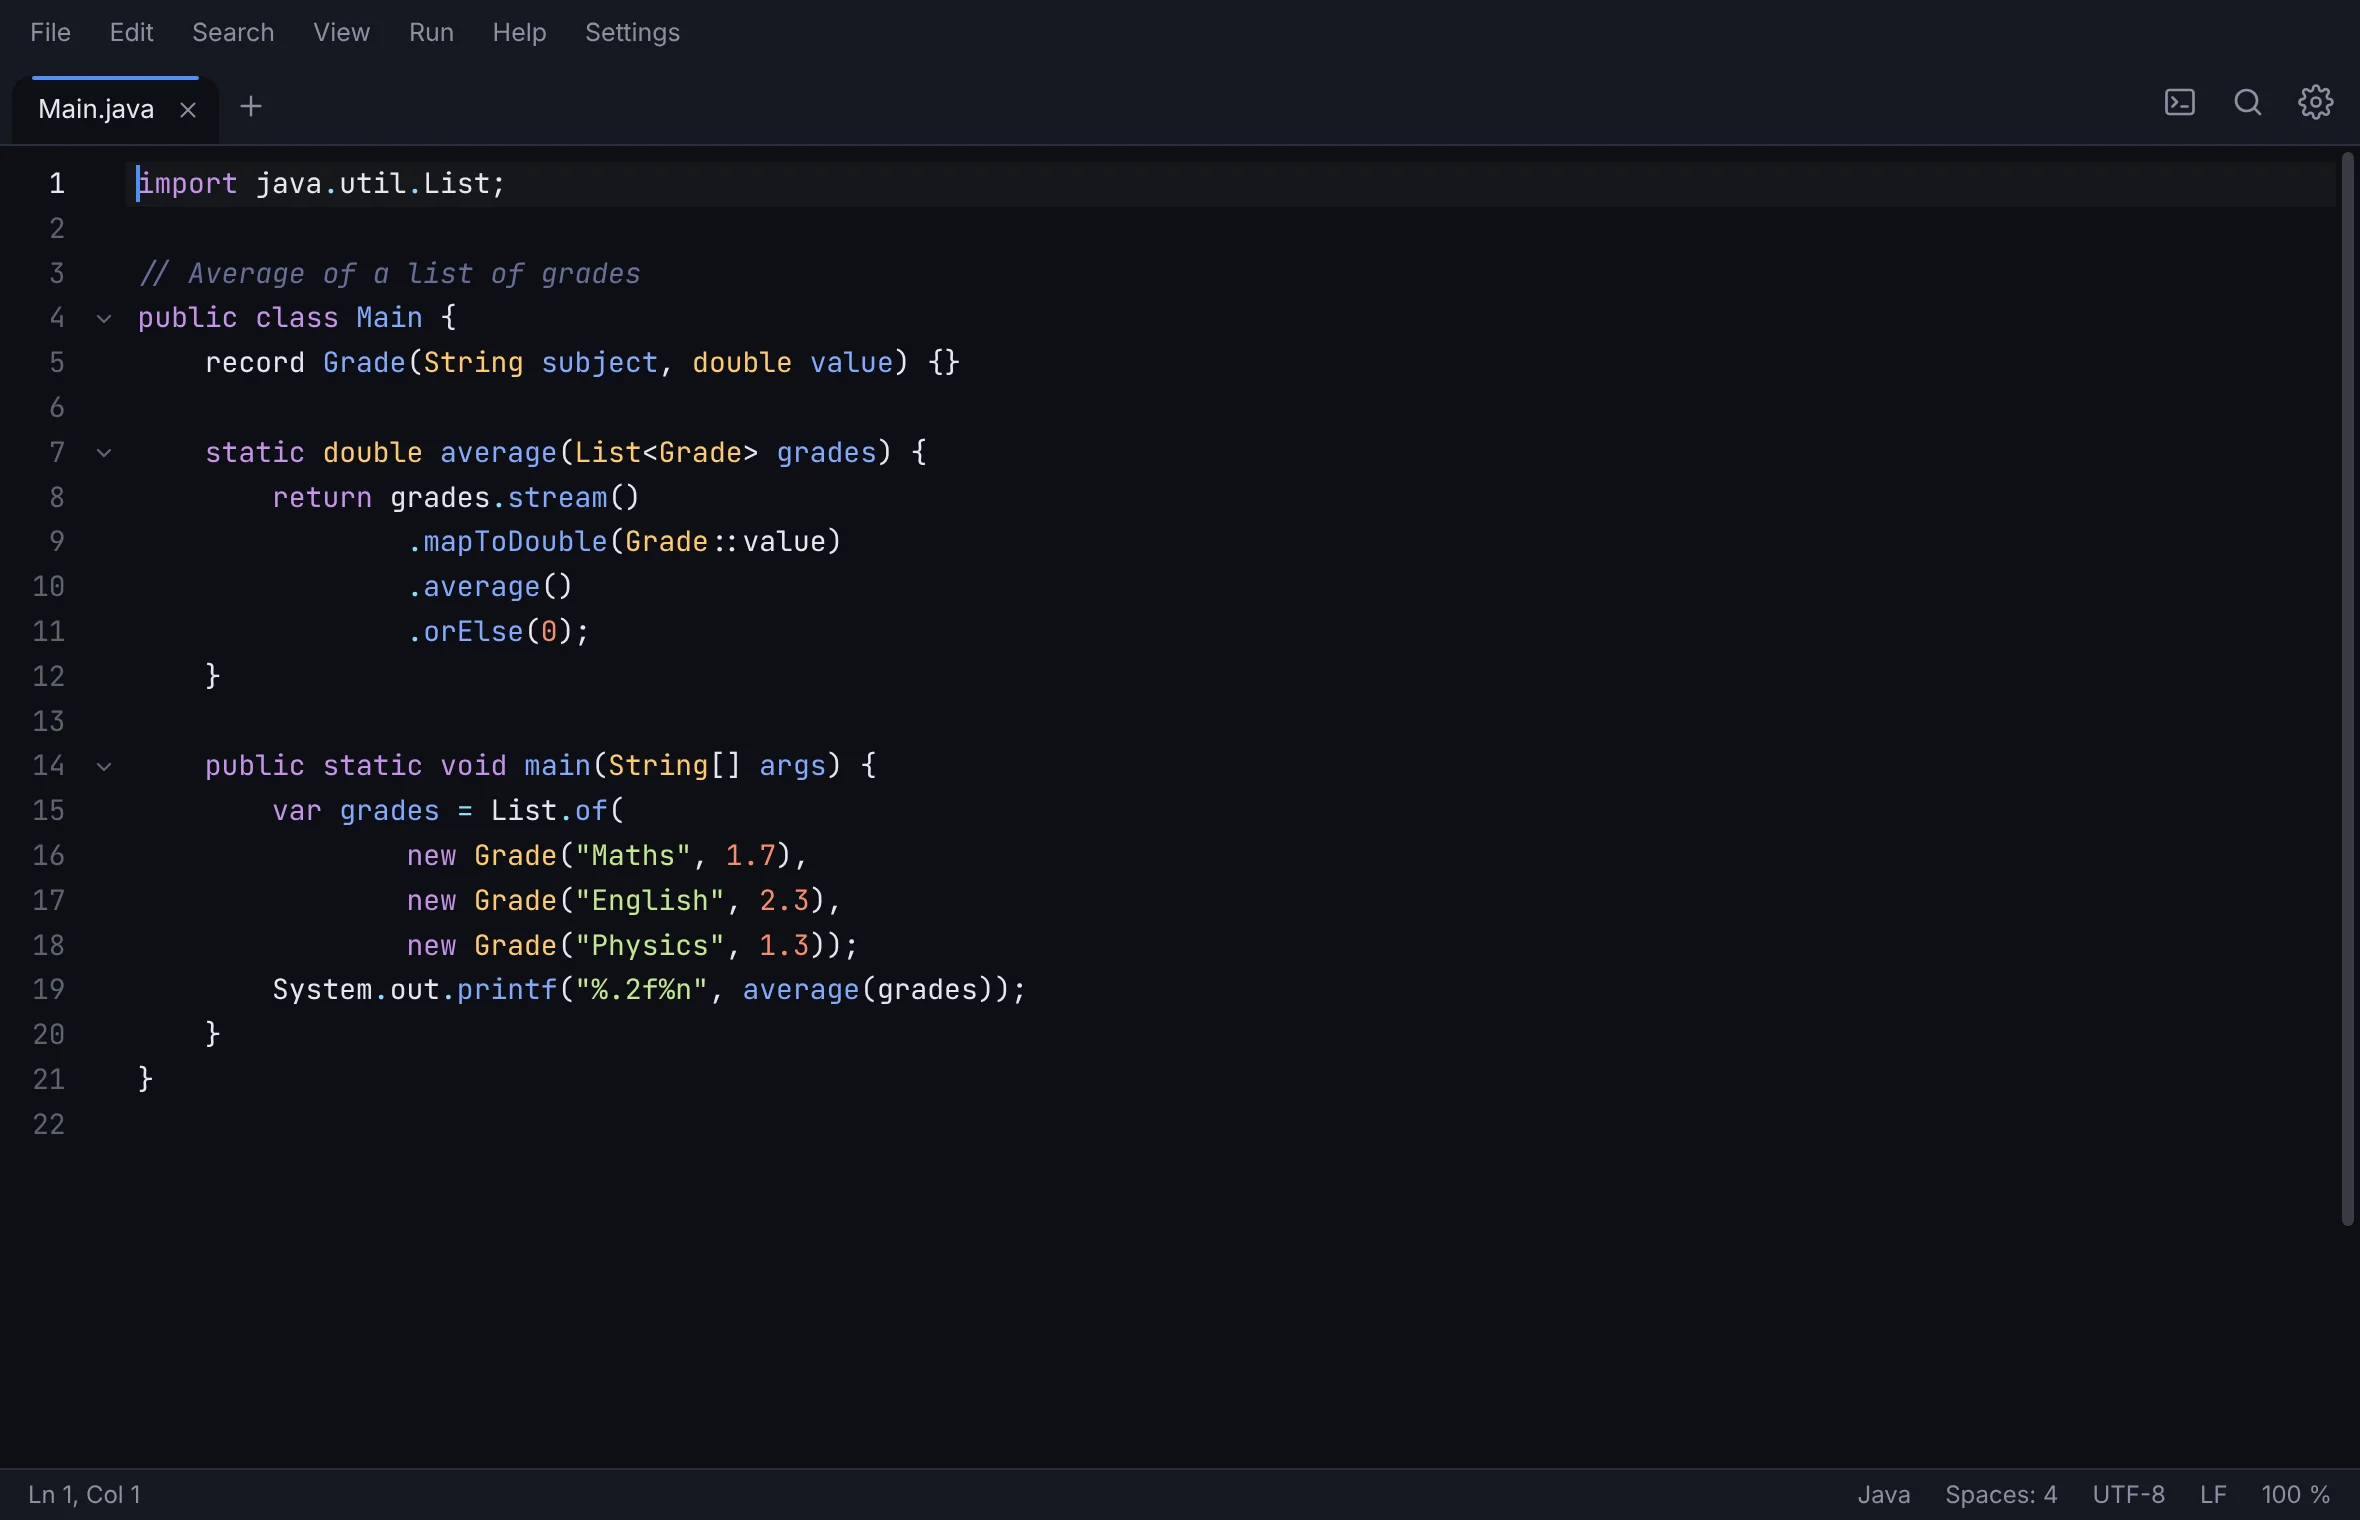 File Edit Search View Run Help Settings
Main.java
1 import java.util.List;
2
3 // Average of a list of grades
4 public class Main {
5     record Grade(String subject, double value) {}
6
7     static double average(List<Grade> grades) {
8         return grades.stream()
9                 .mapToDouble(Grade::value)
10                 .average()
11                 .orElse(0);
12     }
13
14     public static void main(String[] args) {
15         var grades = List.of(
16                 new Grade("Maths", 1.7),
17                 new Grade("English", 2.3),
18                 new Grade("Physics", 1.3));
19         System.out.printf("%.2f%n", average(grades));
20     }
21 }
22
Ln 1, Col 1 Java Spaces: 4 UTF-8 LF 100 %